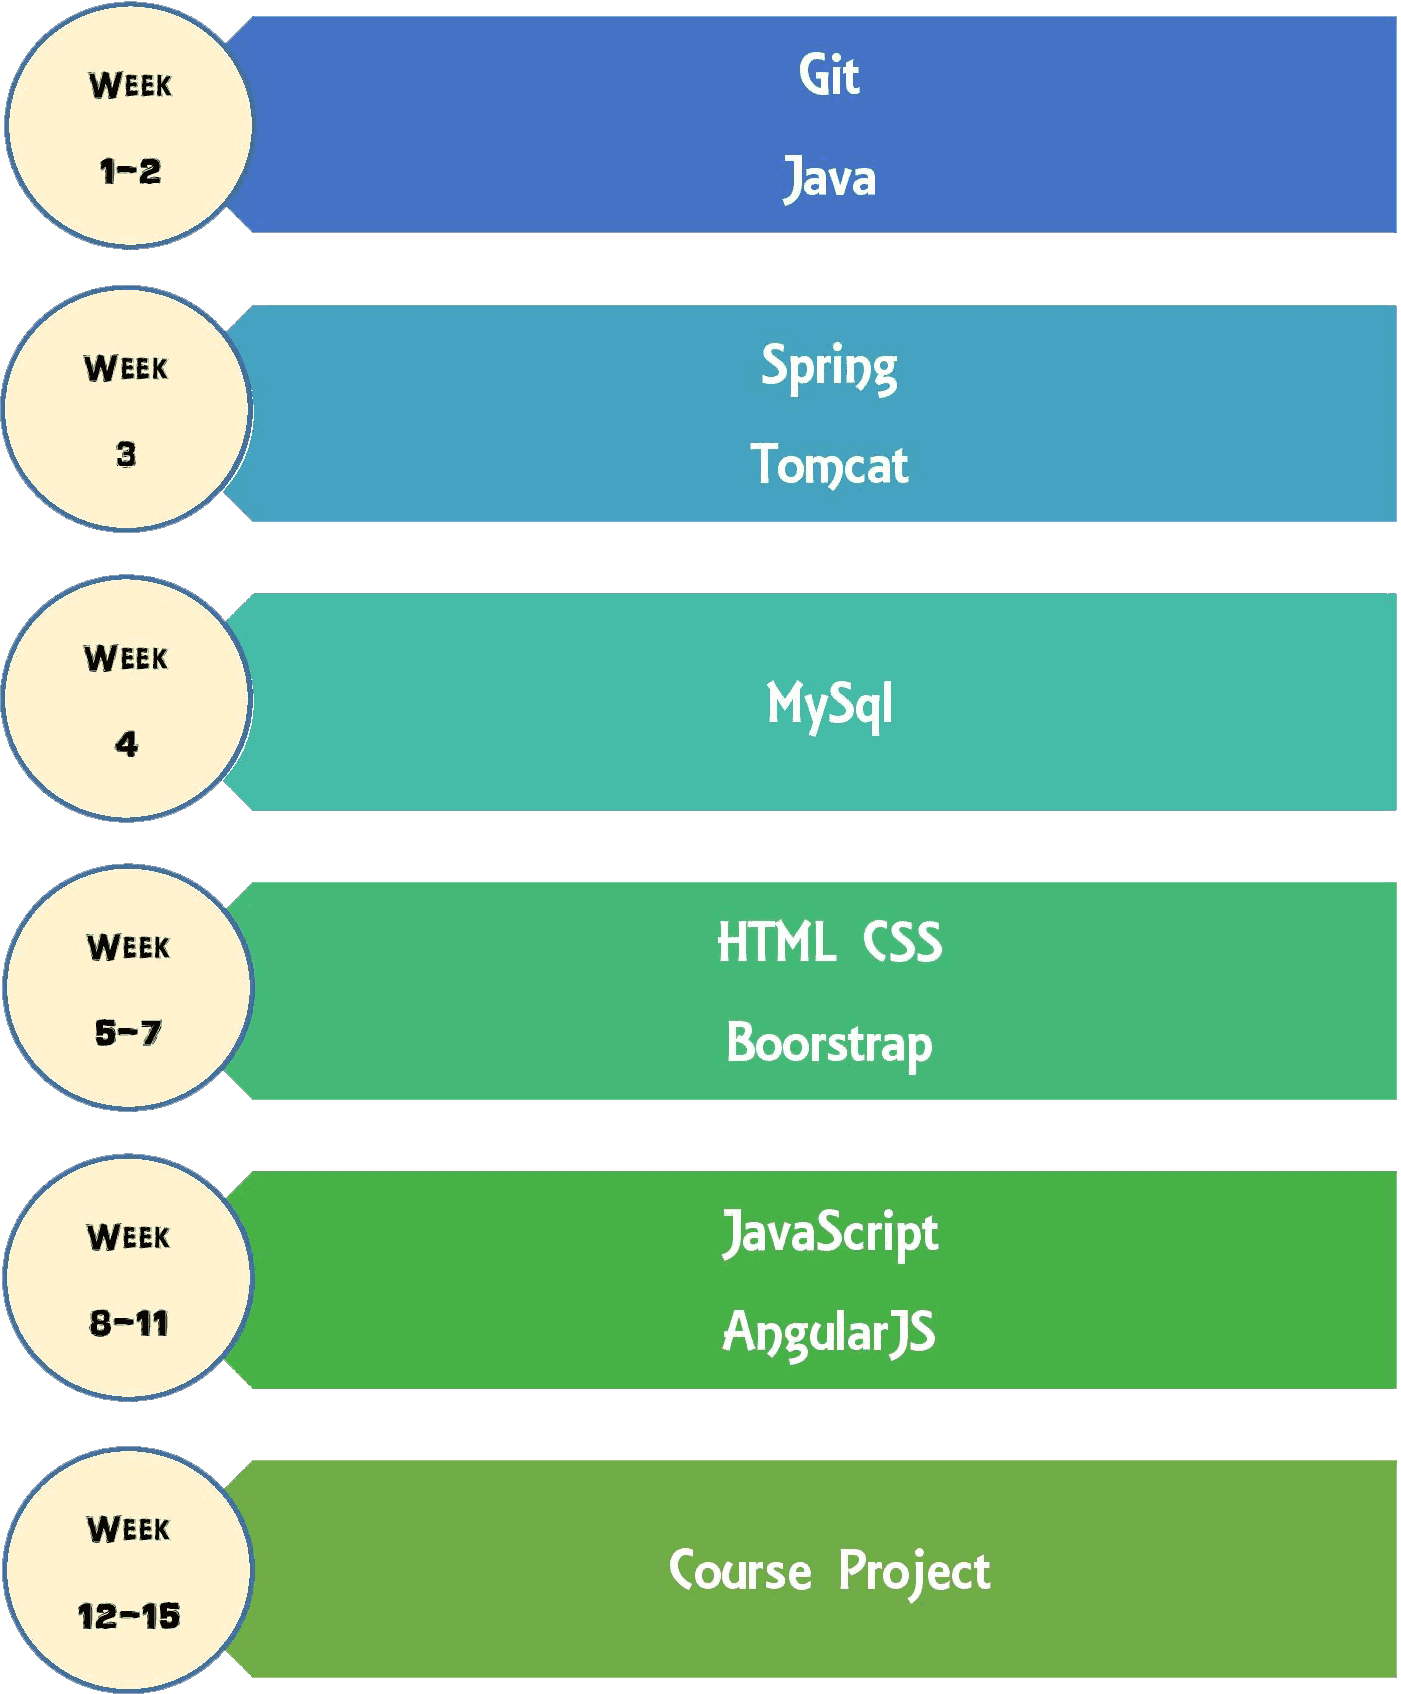 Week
1-2
Git
Java
Week
3
Spring
Tomcat
Week
4
MySql
Week
5-7
HTML CSS
Boorstrap
Week
8-11
JavaScript
AngularJS
Week
12-15
Course Project